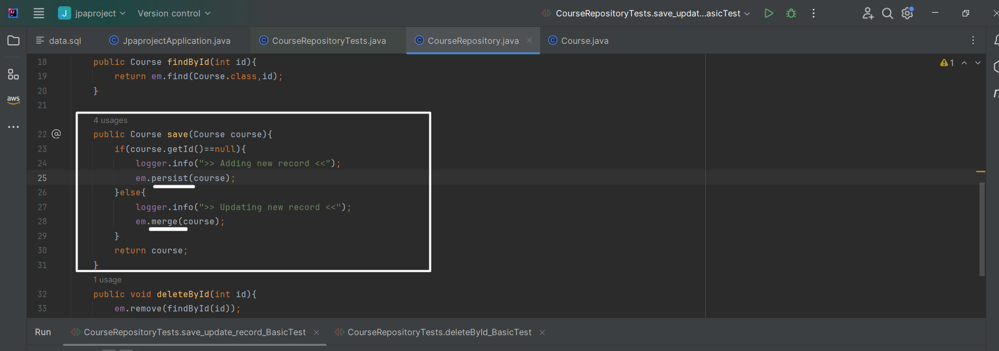 J jpaproject Version control CourseRepositoryTests.save_updat...asicTest
data.sql JpaprojectApplication.java CourseRepositoryTests.java CourseRepository.java Course.java
18 public Course findById(int id){ 1
19 return em.find(Course.class,id);
20 }
21
4 usages
22 public Course save(Course course){
23 if(course.getId()==null){
24 logger.info(">> Adding new record <<");
25 em.persist(course);
26 }else{
27 logger.info(">> Updating new record <<");
28 em.merge(course);
29 }
30 return course;
31 }
1 usage
32 public void deleteById(int id){
33 em.remove(findById(id));
aws
Run CourseRepositoryTests.save_update_record_BasicTest CourseRepositoryTests.deleteById_BasicTest